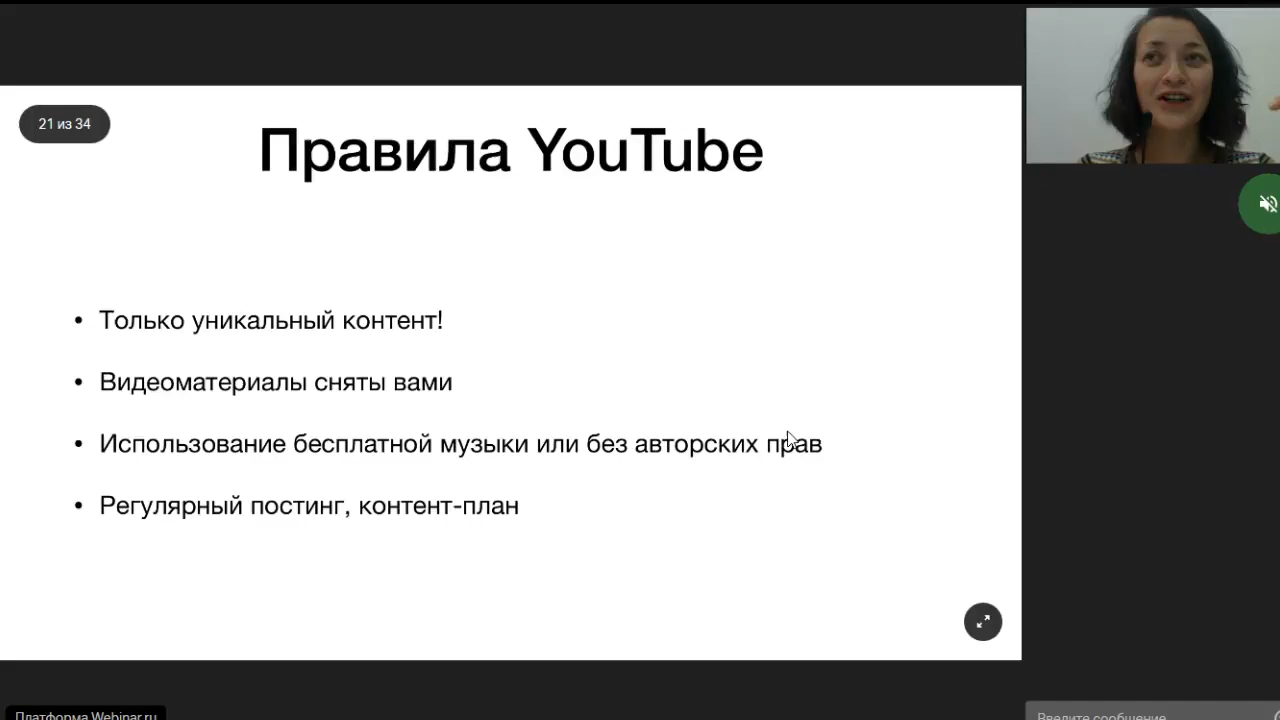 21 из 34
Правила YouTube
• Только уникальный контент!
• Видеоматериалы сняты вами
• Использование бесплатной музыки или без авторских прав
• Регулярный постинг, контент-план
Платформа Webinar.ru
Введите сообщение